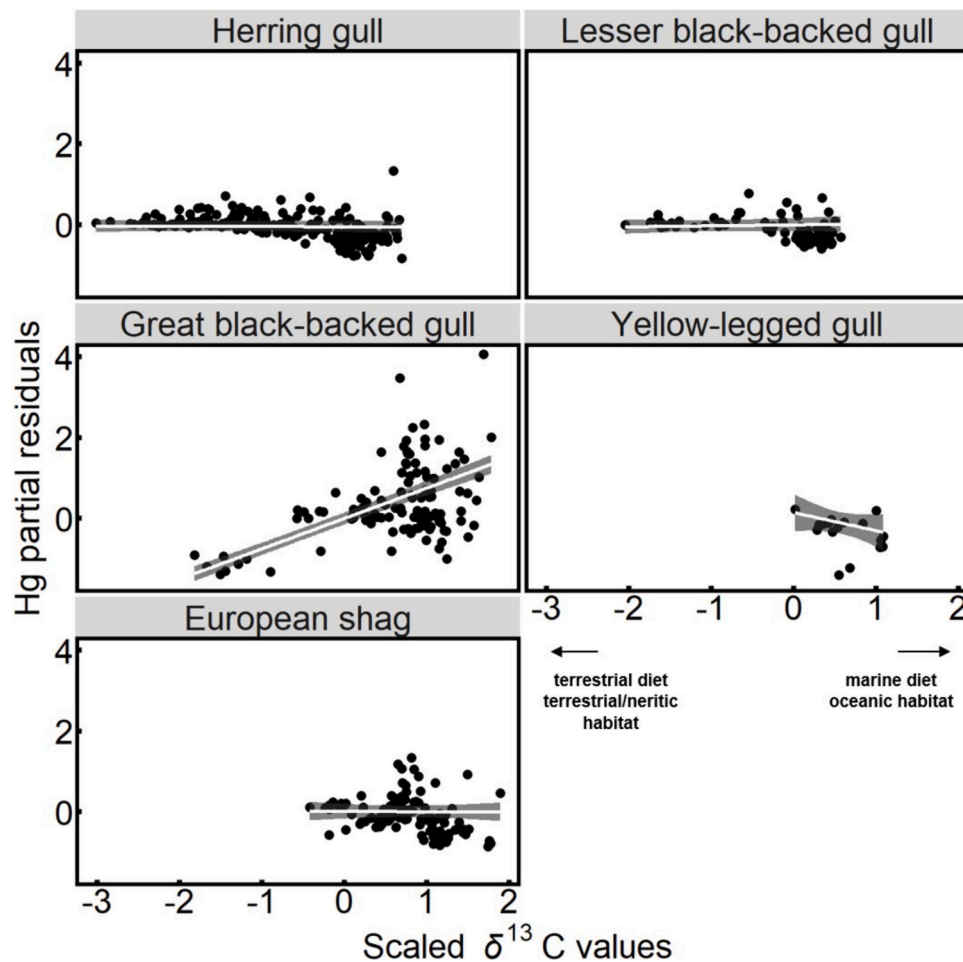 Herring gull
Lesser black-backed gull
4
2
0
Great black-backed gull
Yellow-legged gull
Hg partial residuals
4
2
0
-3 -2 -1 0 1 2
terrestrial diet
terrestrial/neritic
habitat
marine diet
oceanic habitat
European shag
4
2
0
-3 -2 -1 0 1 2
Scaled δ¹³ C values